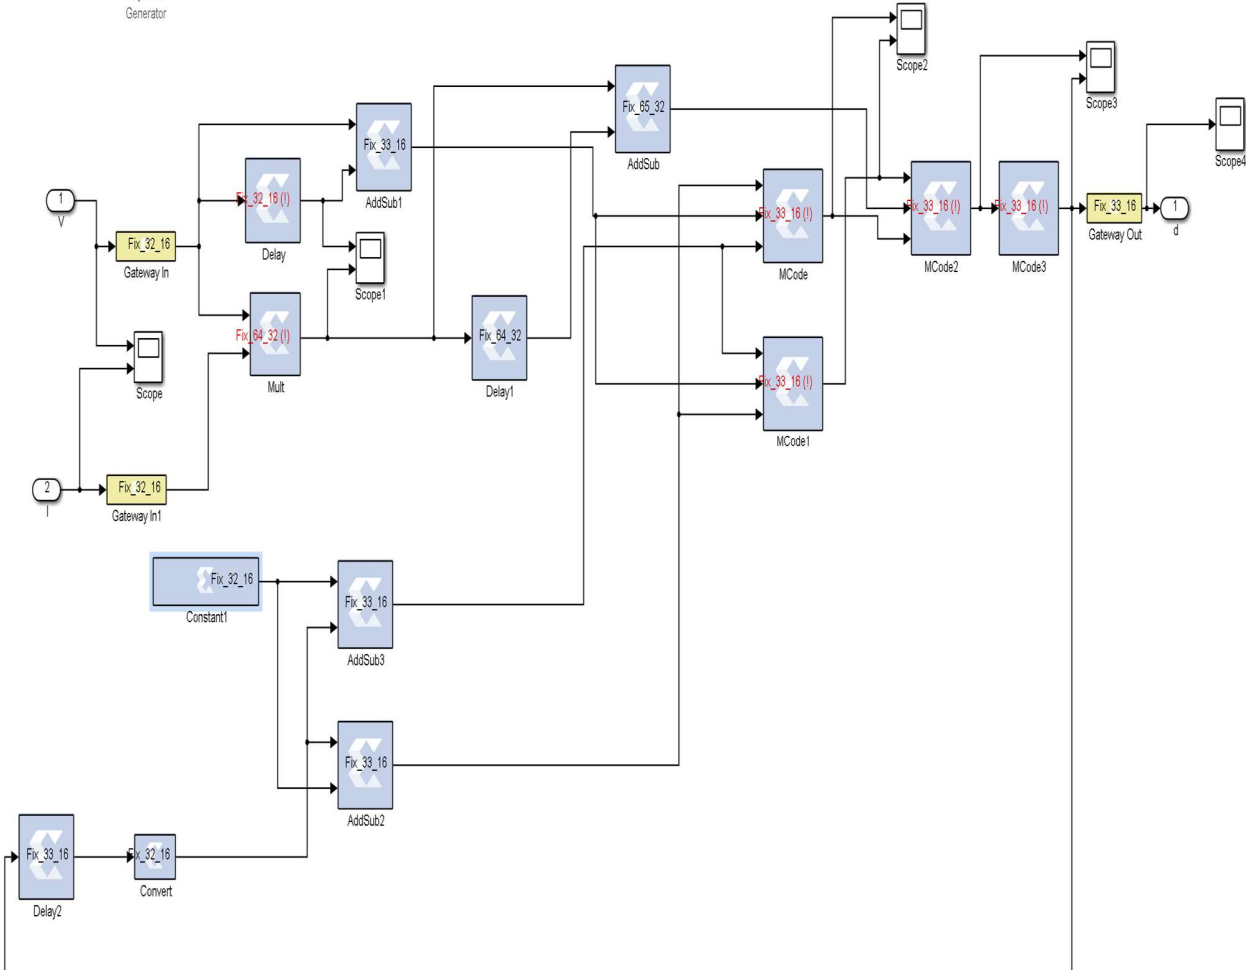 Generator
Scope2
Fix_65_32
AddSub
Scope3
Fix_33_16
AddSub1
Scope4
1
V
Fix_32_16 (!)
Delay
Fix_33_16 (!)
MCode
Fix_33_16 (!)
MCode2
Fix_33_16 (!)
MCode3
Fix_33_16
Gateway Out
1
d
Fix_32_16
Gateway In
Scope1
Fix_64_32 (!)
Mult
Fix_64_32
Delay1
Scope
Fix_33_16 (!)
MCode1
2
I
Fix_32_16
Gateway In1
Fix_32_16
Constant1
Fix_33_16
AddSub3
Fix_33_16
AddSub2
Fix_33_16
Delay2
Fix_32_16
Convert